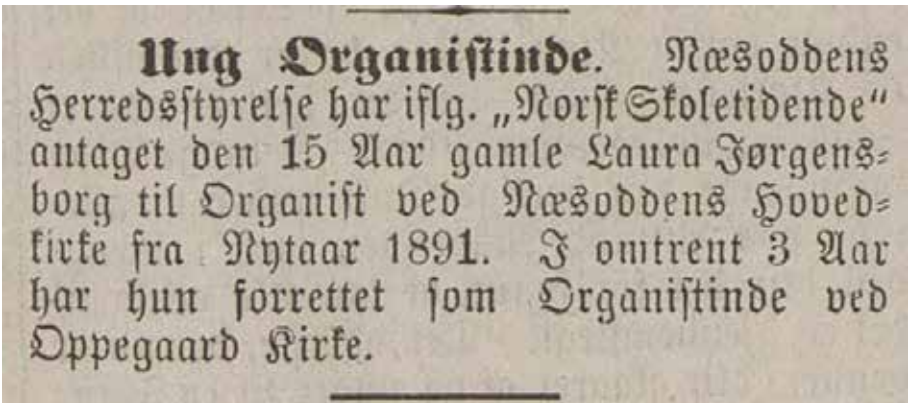 Ung Organistinde. Næsoddens
Herredsstyrelse har iflg. „Norsk Skoletidende“
antaget den 15 Aar gamle Laura Jørgens-
borg til Organist ved Næsoddens Hoved-
kirke fra Nytaar 1891. I omtrent 3 Aar
har hun forrettet som Organistinde ved
Oppegaard Kirke.